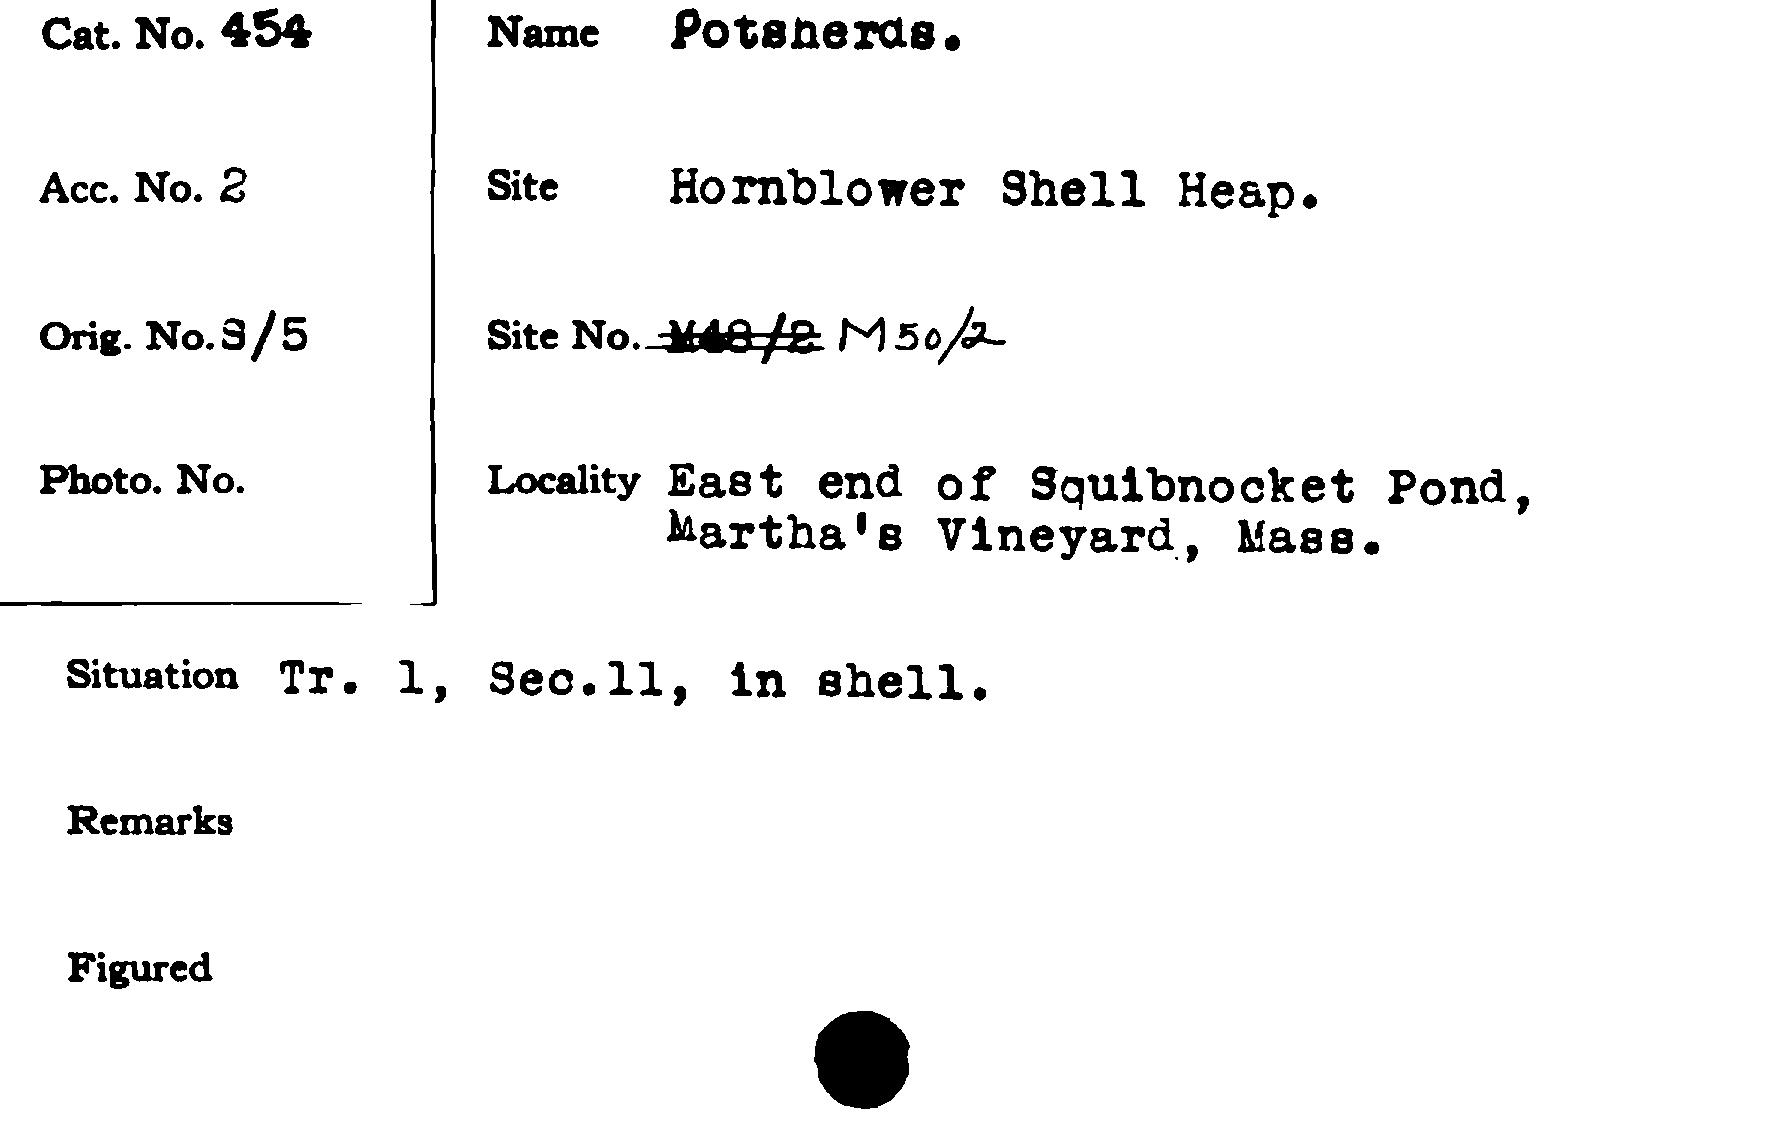 Cat. No. 454
Name Potsherds.
Acc. No. 2
Site Hornblower Shell Heap.
Orig. No. S/5
Site No. M48/2 M50/2
Photo. No.
Locality East end of Squibnocket Pond,
Martha's Vineyard, Mass.
Situation Tr. 1, Sec.11, in shell.
Remarks
Figured